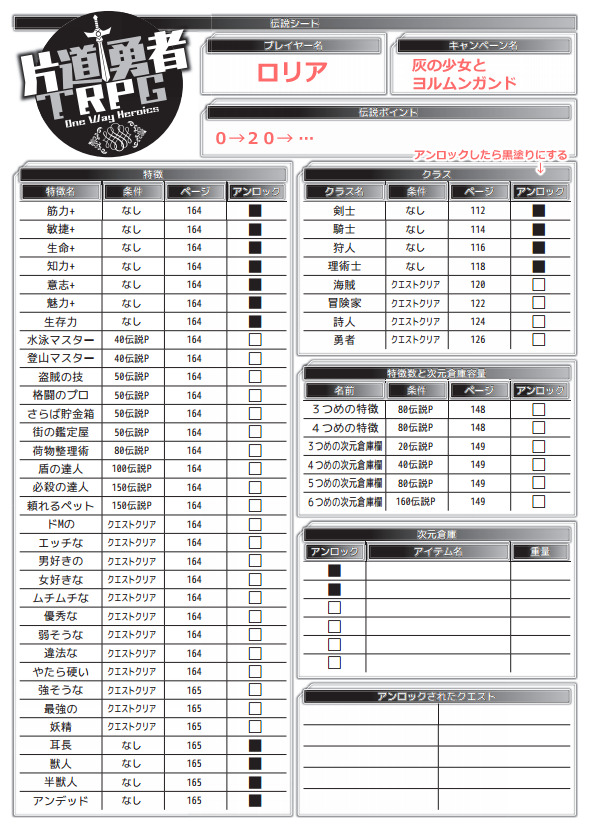 伝説シート
片道勇者
TRPG
One Way Heroics
プレイヤー名
ロリア
キャンペーン名
灰の少女と
ヨルムンガンド
伝説ポイント
0→20→ …
アンロックしたら黒塗りにする
↓
特徴
特徴名 条件 ページ アンロック
筋力+ なし 164 ■
敏捷+ なし 164 ■
生命+ なし 164 ■
知力+ なし 164 ■
意志+ なし 164 ■
魅力+ なし 164 ■
生存力 なし 164 ■
水泳マスター 40伝説P 164 □
登山マスター 40伝説P 164 □
盗賊の技 50伝説P 164 □
格闘のプロ 50伝説P 164 □
さらば貯金箱 50伝説P 164 □
街の鑑定屋 50伝説P 164 □
荷物整理術 80伝説P 164 □
盾の達人 100伝説P 164 □
必殺の達人 150伝説P 164 □
頼れるペット 150伝説P 164 □
ドMの クエストクリア 164 □
エッチな クエストクリア 164 □
男好きの クエストクリア 164 □
女好きな クエストクリア 164 □
ムチムチな クエストクリア 164 □
優秀な クエストクリア 164 □
弱そうな クエストクリア 164 □
違法な クエストクリア 164 □
やたら硬い クエストクリア 164 □
強そうな クエストクリア 165 □
最強の クエストクリア 165 □
妖精 クエストクリア 165 □
耳長 なし 165 ■
獣人 なし 165 ■
半獣人 なし 165 ■
アンデッド なし 165 ■
クラス
クラス名 条件 ページ アンロック
剣士 なし 112 ■
騎士 なし 114 ■
狩人 なし 116 ■
理術士 なし 118 ■
海賊 クエストクリア 120 □
冒険家 クエストクリア 122 □
詩人 クエストクリア 124 □
勇者 クエストクリア 126 □
特徴数と次元倉庫容量
名前 条件 ページ アンロック
3つめの特徴 80伝説P 148 □
4つめの特徴 80伝説P 148 □
3つめの次元倉庫欄 20伝説P 149 □
4つめの次元倉庫欄 40伝説P 149 □
5つめの次元倉庫欄 80伝説P 149 □
6つめの次元倉庫欄 160伝説P 149 □
次元倉庫
アンロック アイテム名 重量
■
■
□
□
□
□
アンロックされたクエスト